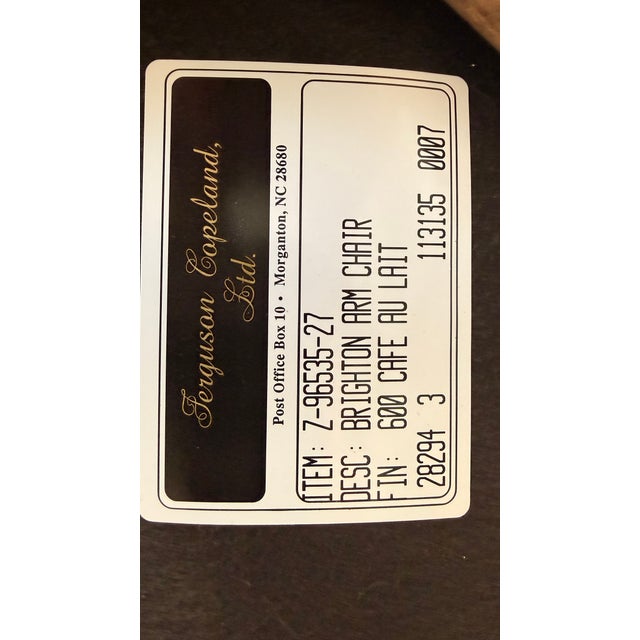 Ferguson Copeland,
Ltd.
Post Office Box 10 • Morganton, NC 28680
ITEM: Z-96535-27
DESC: BRIGHTON ARM CHAIR
FIN: 600 CAFE AU LAIT
28294 3 113135 0007